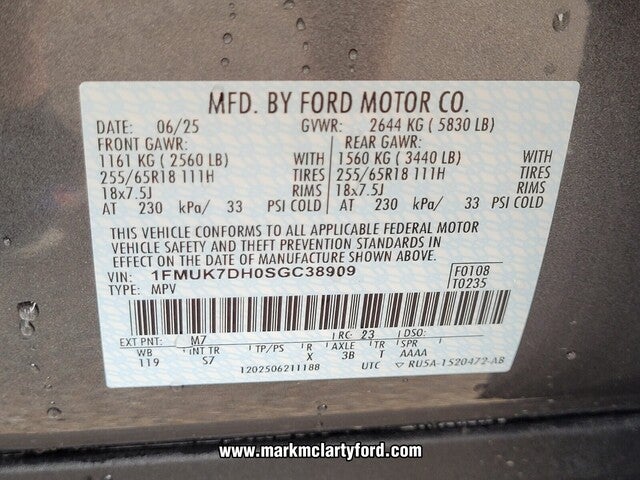 MFD. BY FORD MOTOR CO.
DATE: 06/25 GVWR: 2644 KG ( 5830 LB)
FRONT GAWR: REAR GAWR:
1161 KG ( 2560 LB) WITH 1560 KG ( 3440 LB) WITH
255/65R18 111H TIRES 255/65R18 111H TIRES
18x7.5J RIMS 18x7.5J RIMS
AT 230 kPa/ 33 PSI COLD AT 230 kPa/ 33 PSI COLD
THIS VEHICLE CONFORMS TO ALL APPLICABLE FEDERAL MOTOR
VEHICLE SAFETY AND THEFT PREVENTION STANDARDS IN
EFFECT ON THE DATE OF MANUFACTURE SHOWN ABOVE.
VIN: 1FMUK7DH0SGC38909 F0108
TYPE: MPV T0235
EXT PNT: M7 RC: 23 DSO:
WB INT TR TP/PS R AXLE TR SPR
119 S7 X 3B T AAAA
1202506211188 UTC ▽ RU5A-1520472-AB
www.markmclartyford.com